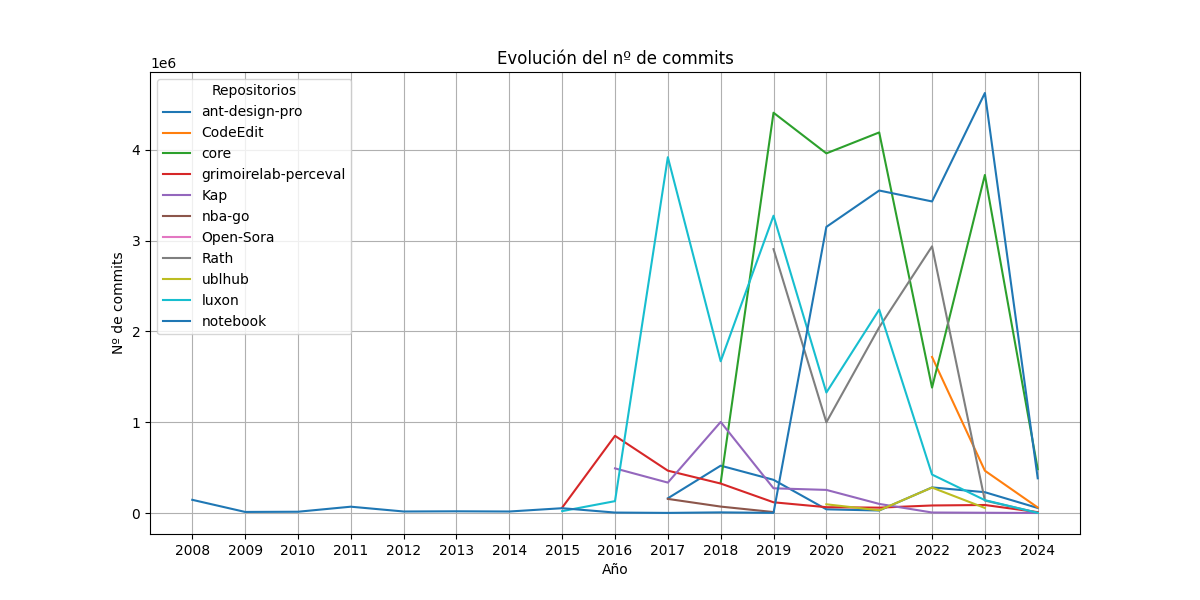 Evolución del nº de commits
1e6
Nº de commits
4
3
2
1
0
Repositorios
ant-design-pro
CodeEdit
core
grimoirelab-perceval
Kap
nba-go
Open-Sora
Rath
ublhub
luxon
notebook
2008 2009 2010 2011 2012 2013 2014 2015 2016 2017 2018 2019 2020 2021 2022 2023 2024
Año